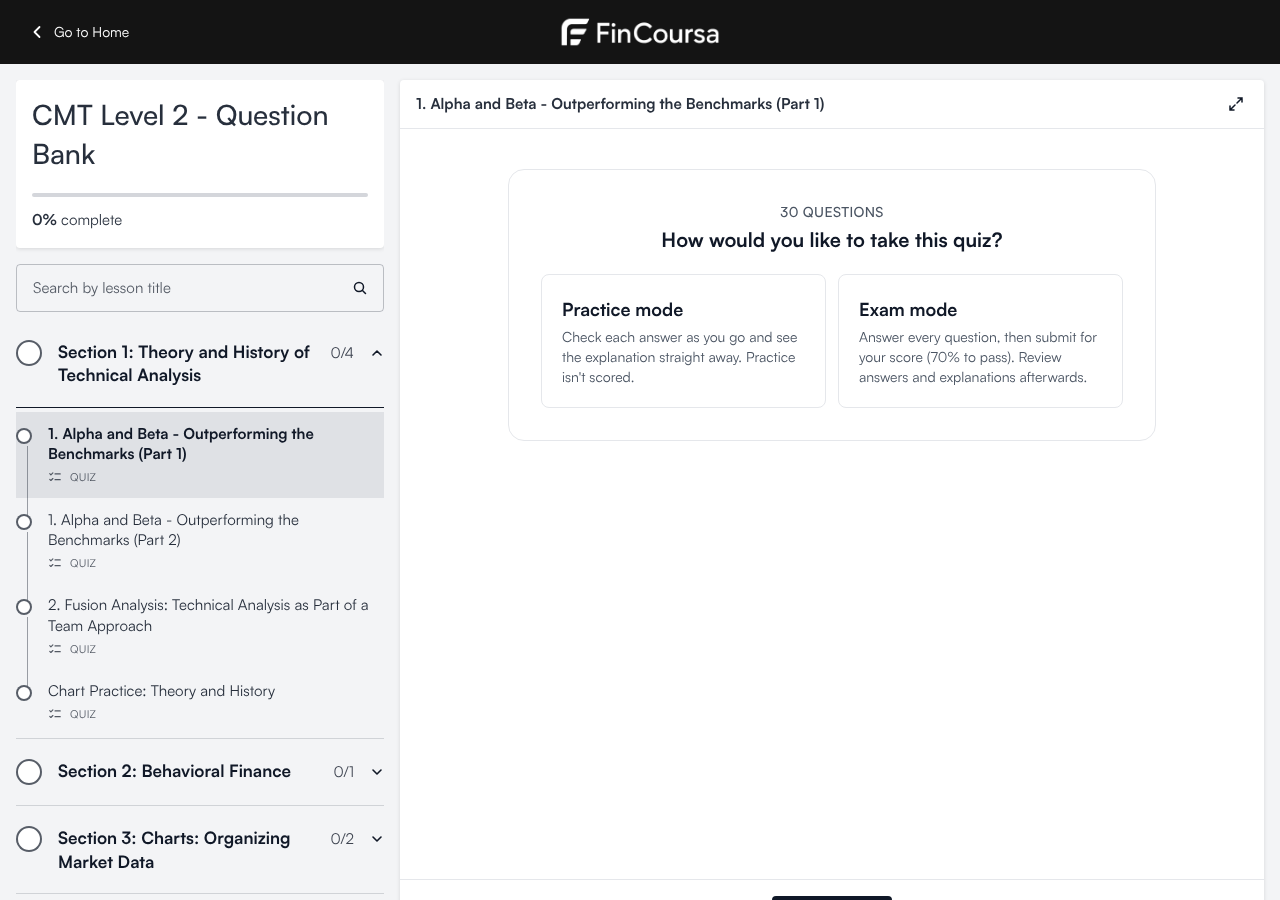 Go to Home
FinCoursa
CMT Level 2 - Question
Bank
0% complete
Search by lesson title
Section 1: Theory and History of
Technical Analysis
0/4
1. Alpha and Beta - Outperforming the
Benchmarks (Part 1)
QUIZ
1. Alpha and Beta - Outperforming the
Benchmarks (Part 2)
QUIZ
2. Fusion Analysis: Technical Analysis as Part of a
Team Approach
QUIZ
Chart Practice: Theory and History
QUIZ
Section 2: Behavioral Finance
0/1
Section 3: Charts: Organizing
Market Data
0/2
1. Alpha and Beta - Outperforming the Benchmarks (Part 1)
30 QUESTIONS
How would you like to take this quiz?
Practice mode
Check each answer as you go and see
the explanation straight away. Practice
isn't scored.
Exam mode
Answer every question, then submit for
your score (70% to pass). Review
answers and explanations afterwards.